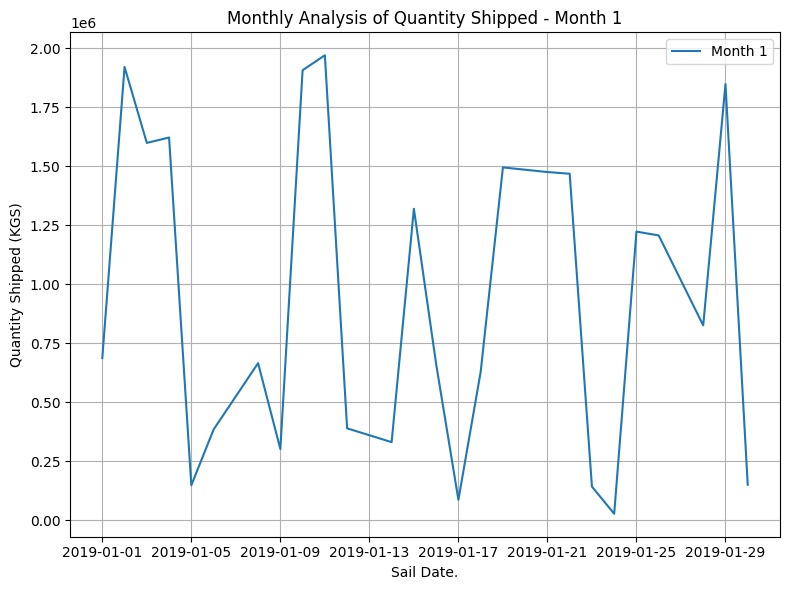 Monthly Analysis of Quantity Shipped - Month 1
1e6
Month 1
2.00
1.75
1.50
1.25
1.00
0.75
0.50
0.25
0.00
Quantity Shipped (KGS)
2019-01-01 2019-01-05 2019-01-09 2019-01-13 2019-01-17 2019-01-21 2019-01-25 2019-01-29
Sail Date.